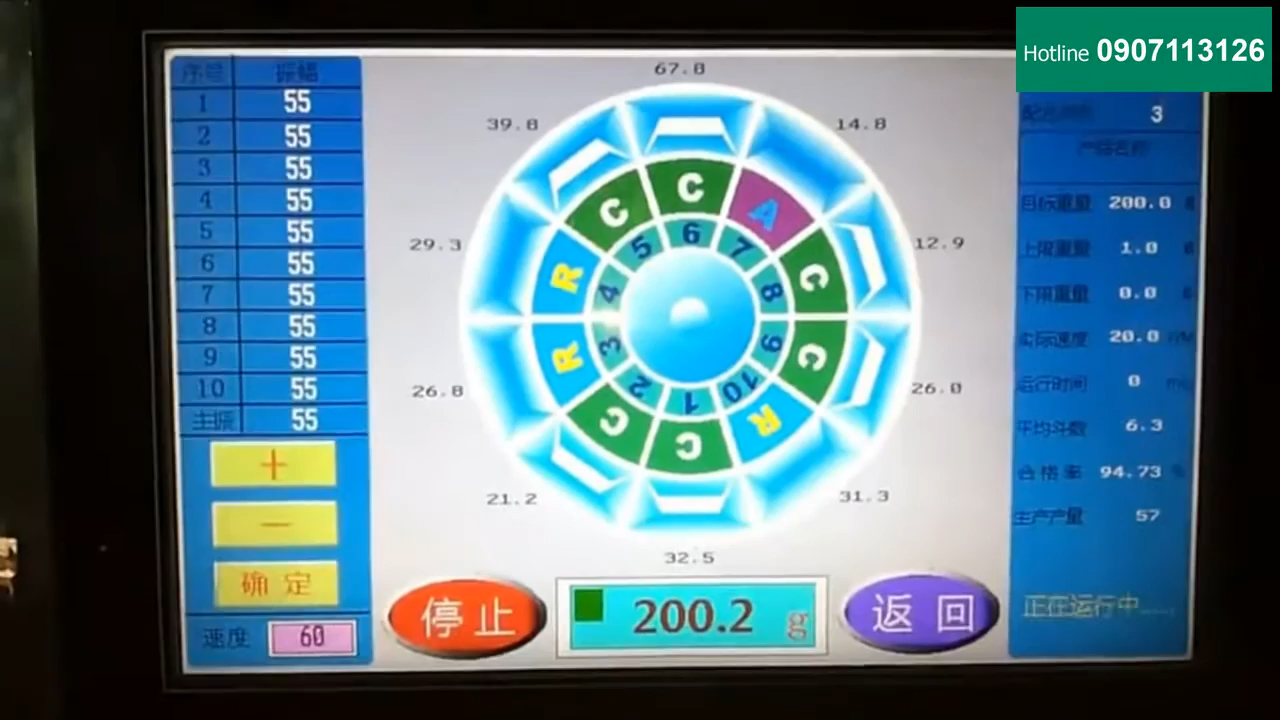 Hotline 0907113126
序号 振幅
1 55
2 55
3 55
4 55
5 55
6 55
7 55
8 55
9 55
10 55
主振 55
+
−
确 定
速度 60
67.8
39.8 14.8
29.3 12.9
26.8 26.0
21.2 31.3
32.5
C C A
R C
R C
C C R
5 6 7
4 8
3 9
2 1 10
停 止
200.2 g
返 回
3
产品名称
目标重量 200.0
上限重量 1.0
下限重量 0.0
实际速度 20.0
运行时间 0
平均斗数 6.3
合格率 94.73 %
生产产量 57
正在运行中......